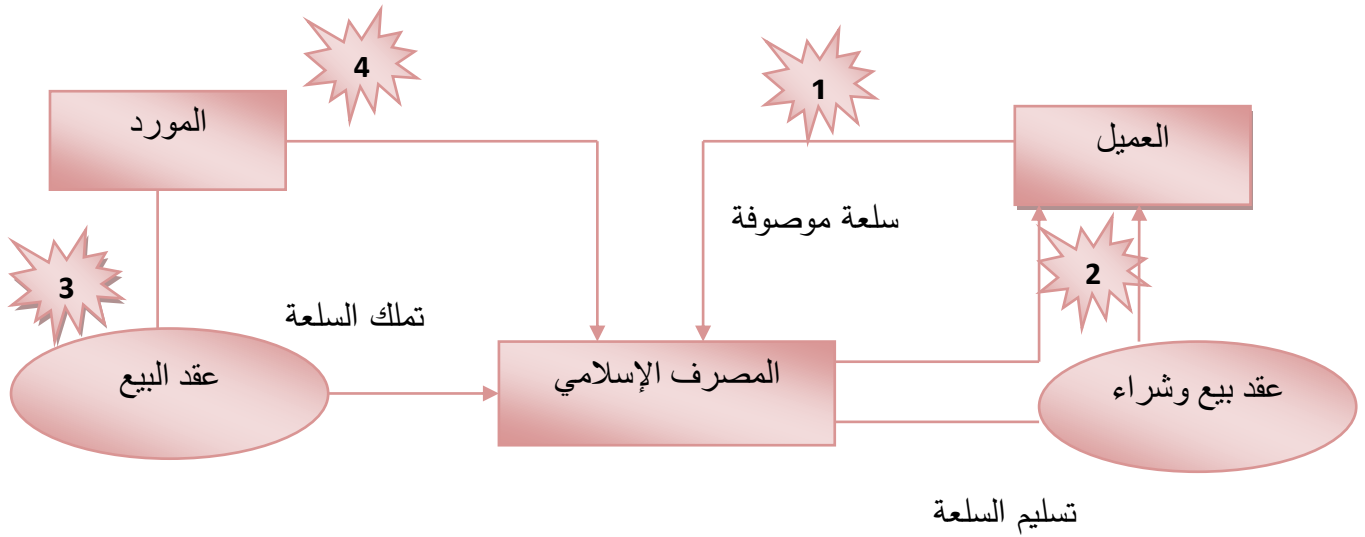 4
1
المورد
العميل
سلعة موصوفة
2
3
تملك السلعة
عقد البيع
المصرف الإسلامي
عقد بيع وشراء
تسليم السلعة